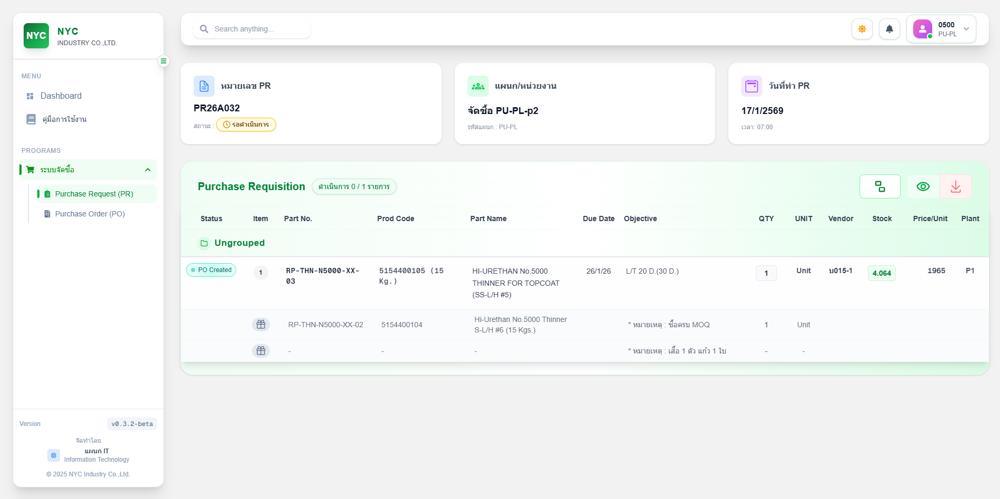 NYC
NYC
INDUSTRY CO.,LTD.
Search anything...
0500
PU-PL
MENU
Dashboard
คู่มือการใช้งาน
PROGRAMS
ระบบจัดซื้อ
Purchase Request (PR)
Purchase Order (PO)
Version
v0.3.2-beta
จัดทำโดย
แผนก IT
Information Technology
© 2025 NYC Industry Co.,Ltd.
หมายเลข PR
PR26A032
สถานะ : รอดำเนินการ
แผนก/หน่วยงาน
จัดซื้อ PU-PL-p2
รหัสแผนก : PU-PL
วันที่ทำ PR
17/1/2569
เวลา: 07:00
Purchase Requisition ดำเนินการ 0 / 1 รายการ
Status Item Part No. Prod Code Part Name Due Date Objective QTY UNIT Vendor Stock Price/Unit Plant
Ungrouped
PO Created 1 RP-THN-N5000-XX- 5154400105 (15 HI-URETHAN No.5000 26/1/26 L/T 20 D.(30 D.) 1 Unit บ015-1 4.064 1965 P1
03 Kg.) THINNER FOR TOPCOAT
(SS-L/H #5)
RP-THN-N5000-XX-02 5154400104 Hi-Urethan No.5000 Thinner * หมายเหตุ : ซื้อครบ MOQ 1 Unit
S-L/H #6 (15 Kgs.)
- - - * หมายเหตุ : เสื้อ 1 ตัว แก้ว 1 ใบ - -